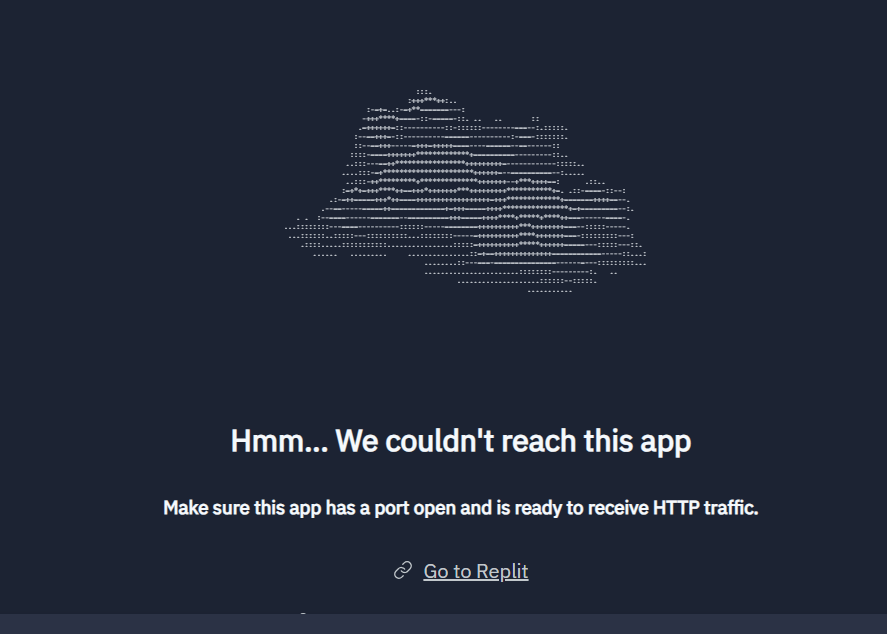 Hmm... We couldn't reach this app
Make sure this app has a port open and is ready to receive HTTP traffic.
Go to Replit